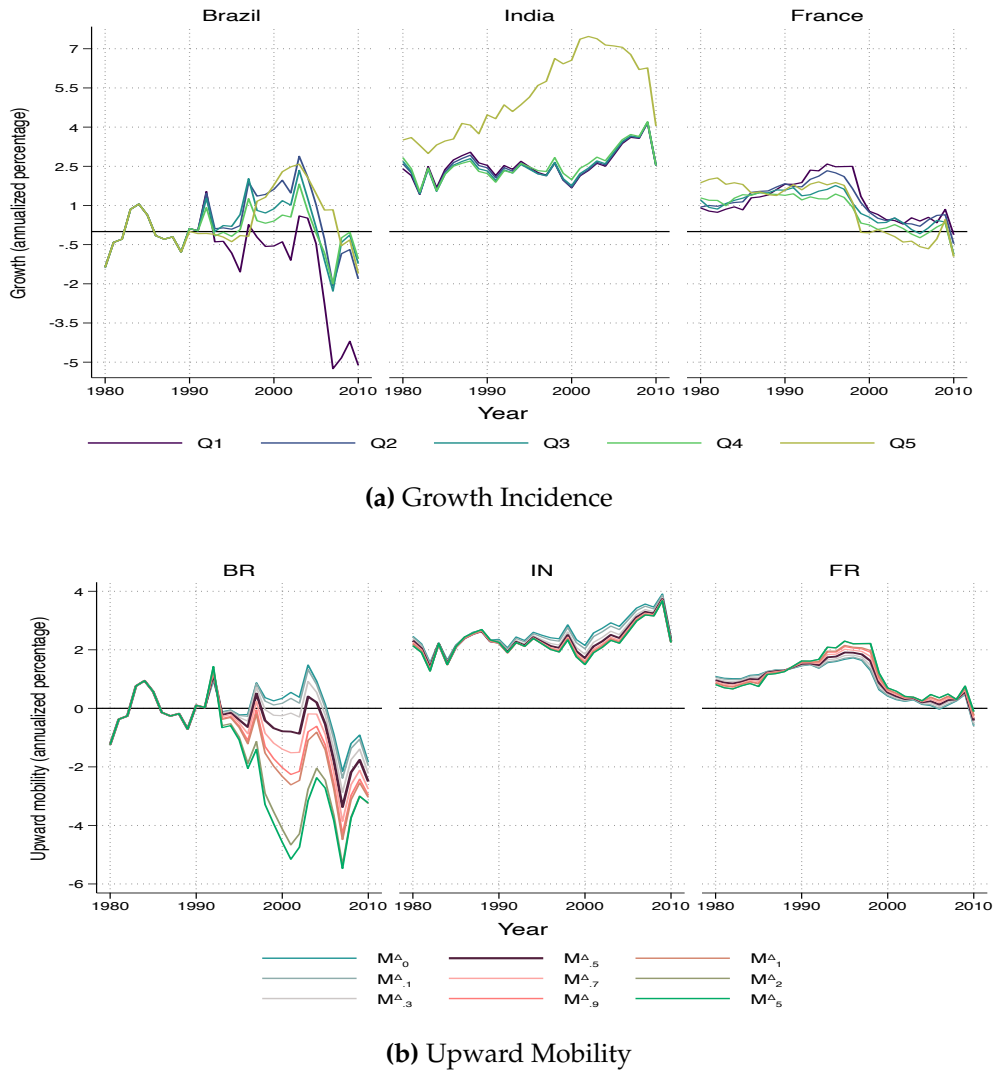 Brazil India France
Growth (annualized percentage)
7
5.5
4
2.5
1
-.5
-2
-3.5
-5
1980 1990 2000 2010 1980 1990 2000 2010 1980 1990 2000 2010
Year
Q1 Q2 Q3 Q4 Q5
(a) Growth Incidence
BR IN FR
Upward mobility (annualized percentage)
4
2
0
-2
-4
-6
1980 1990 2000 2010 1980 1990 2000 2010 1980 1990 2000 2010
Year
M^Δ_0 M^Δ_.5 M^Δ_1
M^Δ_.1 M^Δ_.7 M^Δ_2
M^Δ_.3 M^Δ_.9 M^Δ_5
(b) Upward Mobility